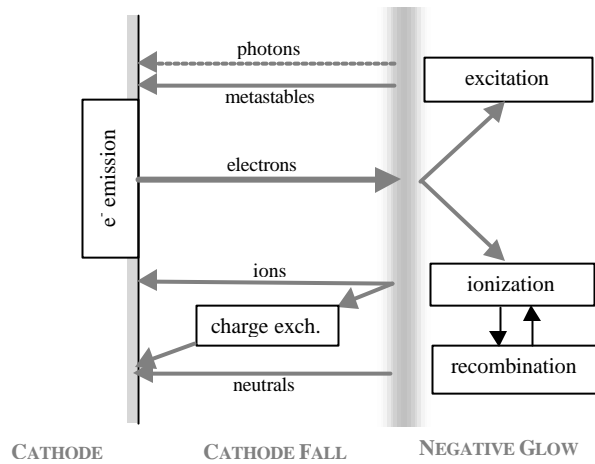 photons
excitation
metastables
e⁻ emission
electrons
ions
ionization
charge exch.
recombination
neutrals
CATHODE
CATHODE FALL
NEGATIVE GLOW